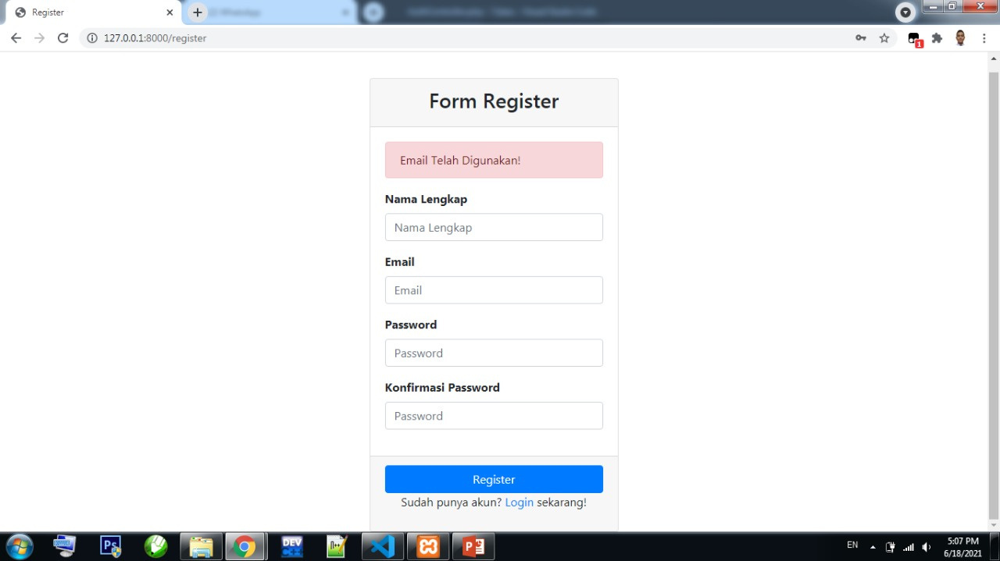 Register
127.0.0.1:8000/register
1
Form Register
Email Telah Digunakan!
Nama Lengkap
Nama Lengkap
Email
Email
Password
Password
Konfirmasi Password
Password
Register
Sudah punya akun? Login sekarang!
Ps
DEV
EN
5:07 PM
6/18/2021